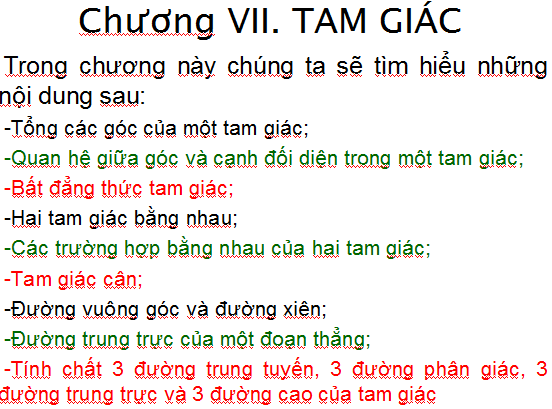 Chương VII. TAM GIÁC
Trong chương này chúng ta sẽ tìm hiểu những
nội dung sau:
-Tổng các góc của một tam giác;
-Quan hệ giữa góc và cạnh đối diện trong một tam giác;
-Bất đẳng thức tam giác;
-Hai tam giác bằng nhau;
-Các trường hợp bằng nhau của hai tam giác;
-Tam giác cân;
-Đường vuông góc và đường xiên;
-Đường trung trực của một đoạn thẳng;
-Tính chất 3 đường trung tuyến, 3 đường phân giác, 3
đường trung trực và 3 đường cao của tam giác